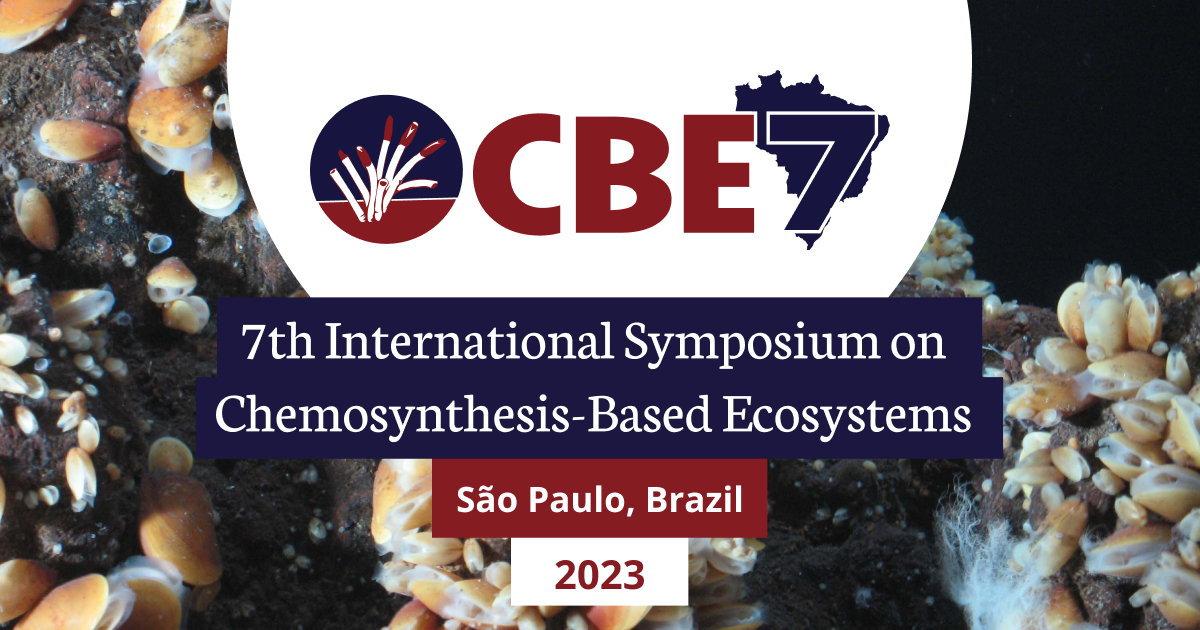 CBE7
7th International Symposium on
Chemosynthesis-Based Ecosystems
São Paulo, Brazil
2023